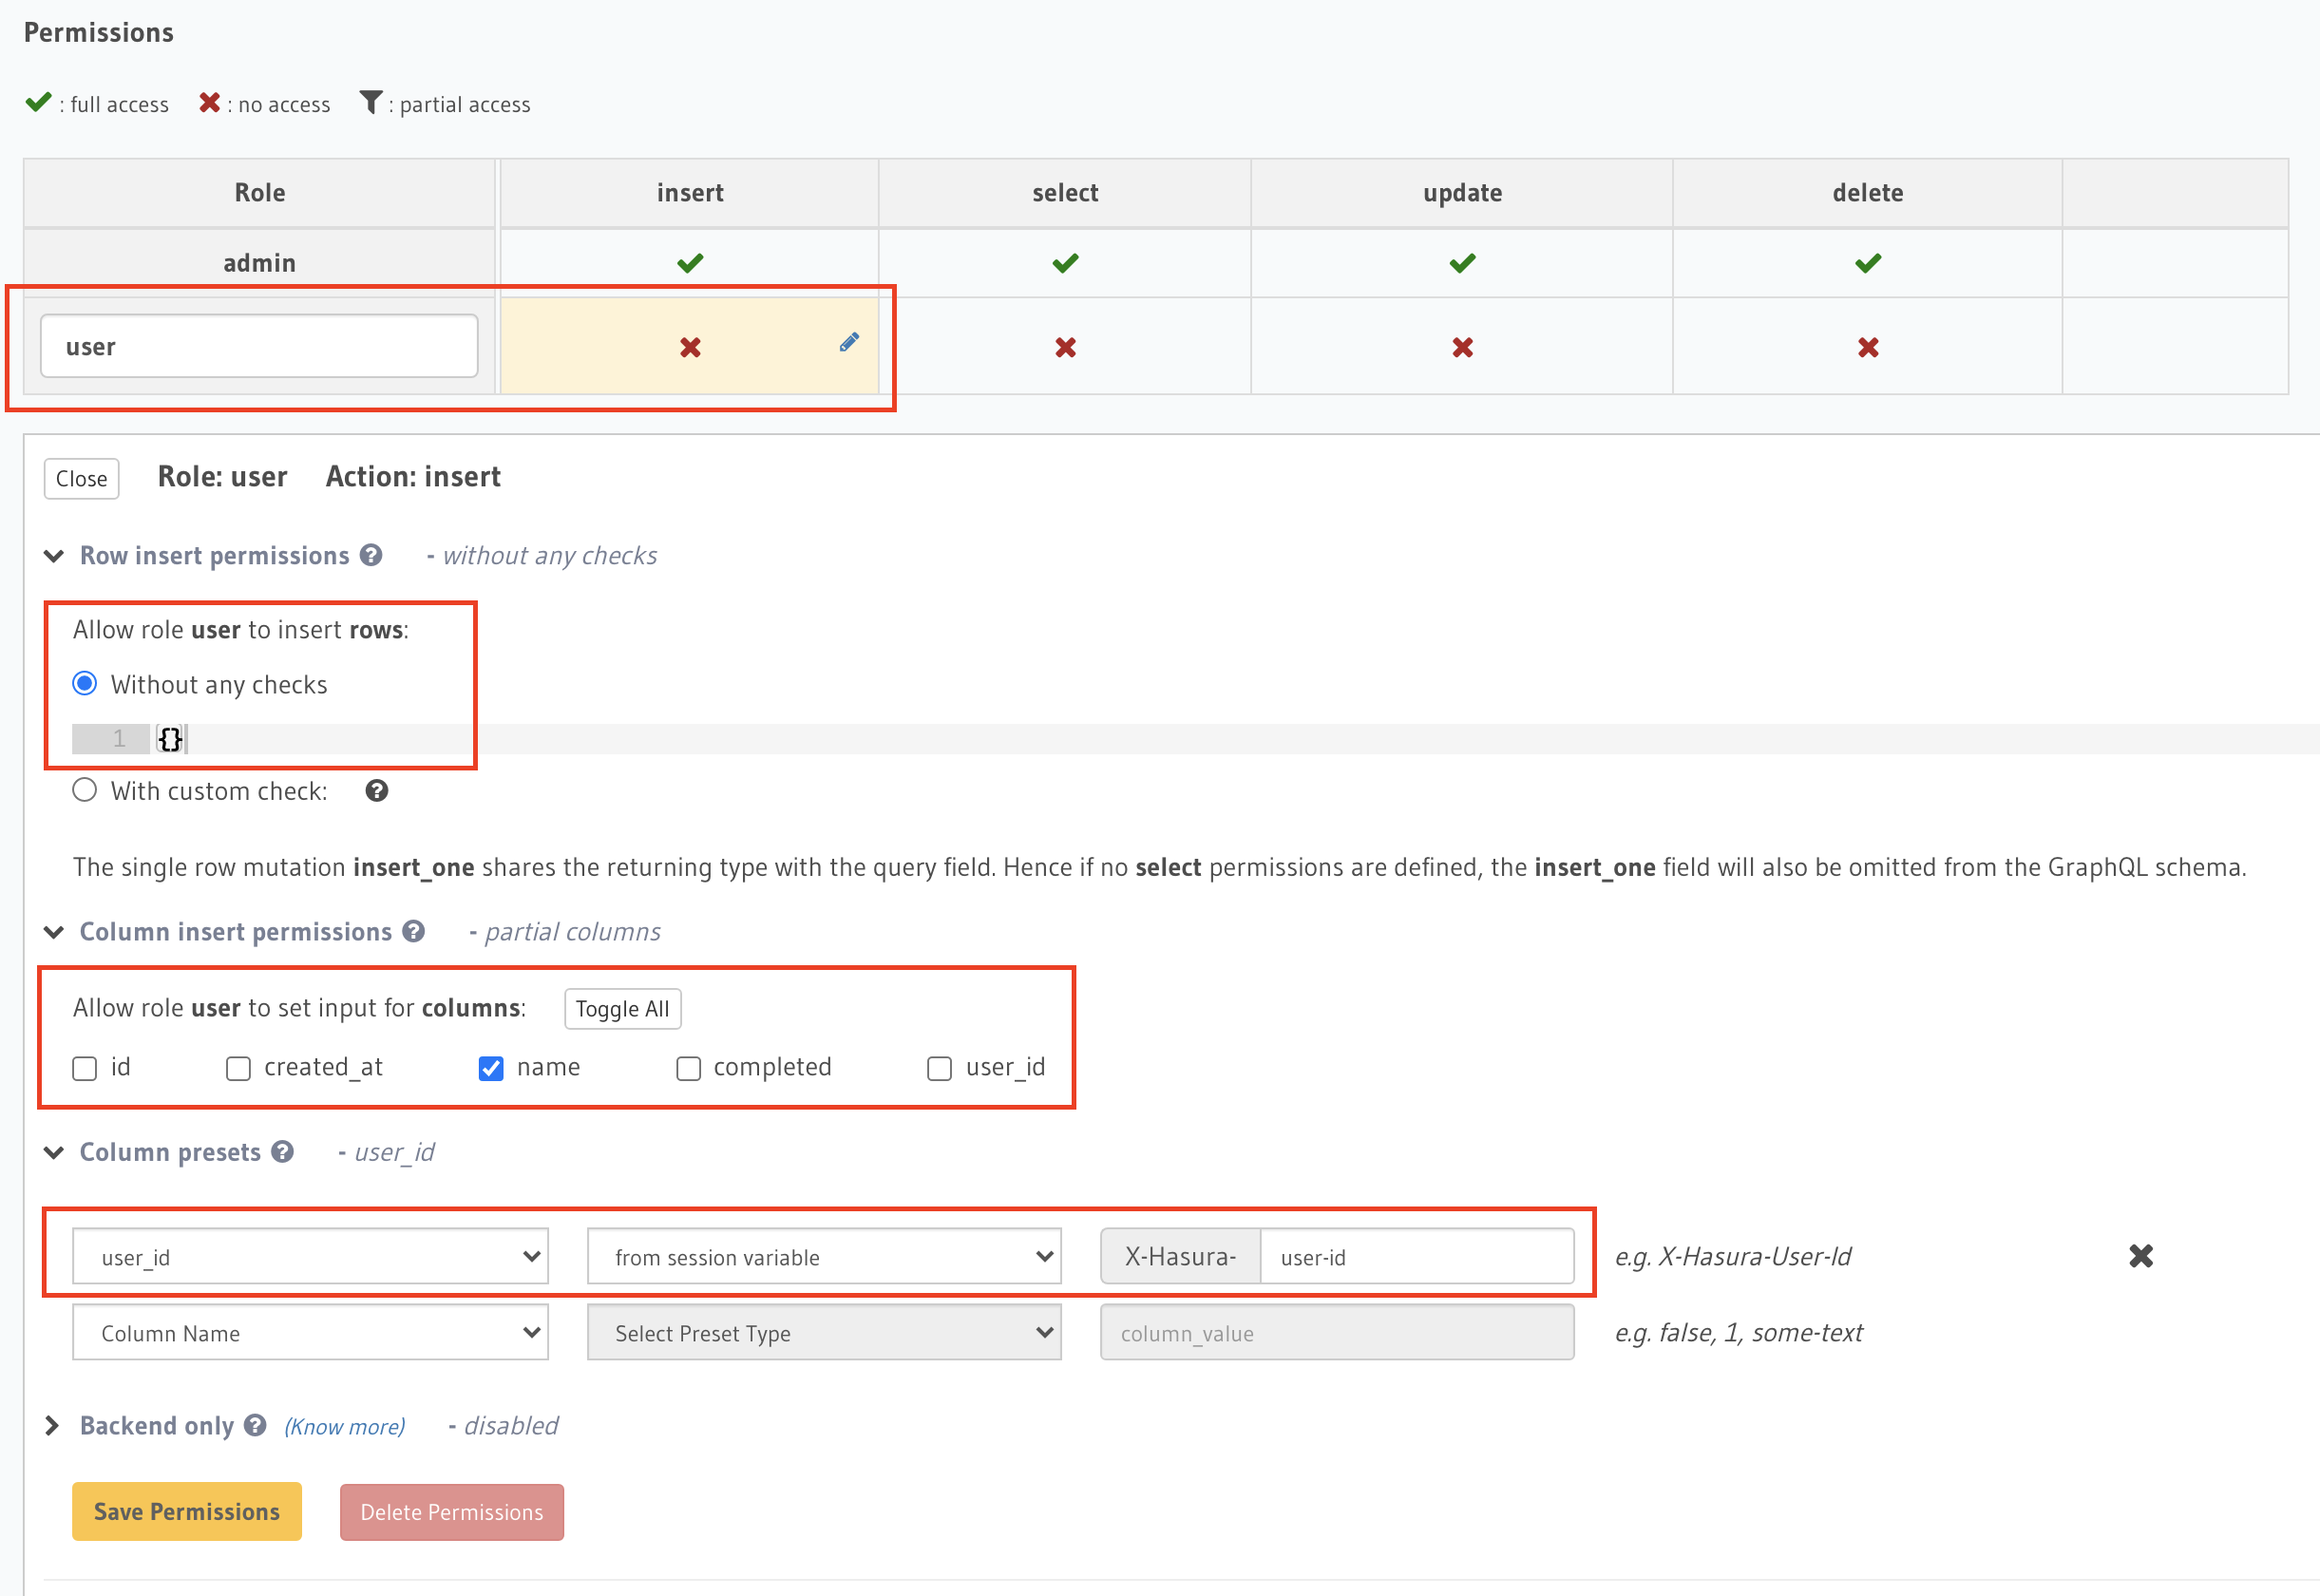 Permissions
: full access : no access : partial access
Role insert select update delete
admin
user
Close Role: user Action: insert
Row insert permissions - without any checks
Allow role user to insert rows:
Without any checks
1 {}
With custom check:
The single row mutation insert_one shares the returning type with the query field. Hence if no select permissions are defined, the insert_one field will also be omitted from the GraphQL schema.
Column insert permissions - partial columns
Allow role user to set input for columns: Toggle All
id created_at name completed user_id
Column presets - user_id
user_id from session variable X-Hasura- user-id e.g. X-Hasura-User-Id
Column Name Select Preset Type column_value e.g. false, 1, some-text
Backend only (Know more) - disabled
Save Permissions Delete Permissions